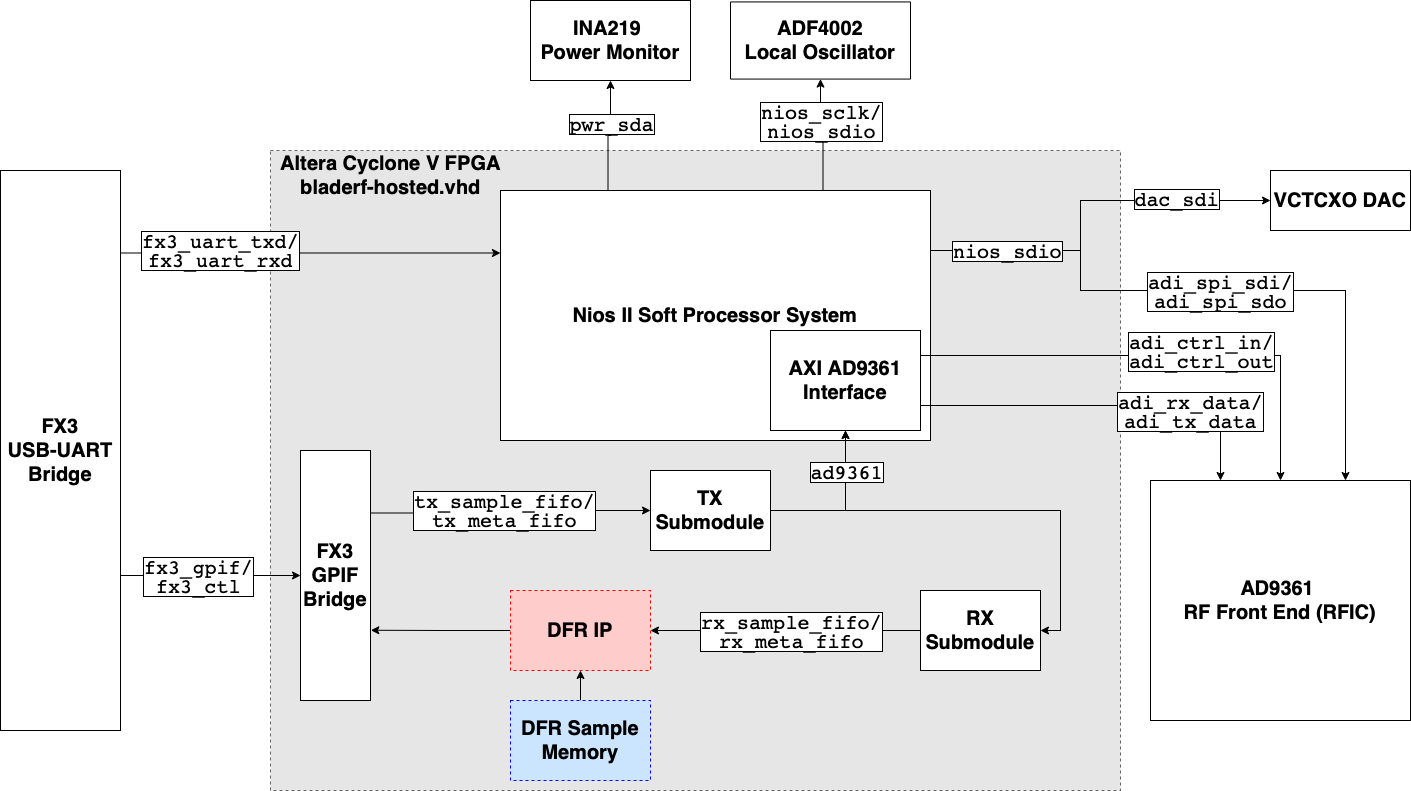 INA219
Power Monitor
ADF4002
Local Oscillator
pwr_sda
nios_sclk/
nios_sdio
Altera Cyclone V FPGA
bladerf-hosted.vhd
dac_sdi
VCTCXO DAC
fx3_uart_txd/
fx3_uart_rxd
nios_sdio
adi_spi_sdi/
adi_spi_sdo
Nios II Soft Processor System
AXI AD9361
Interface
adi_ctrl_in/
adi_ctrl_out
adi_rx_data/
adi_tx_data
FX3
USB-UART
Bridge
ad9361
tx_sample_fifo/
tx_meta_fifo
TX
Submodule
FX3
GPIF
Bridge
fx3_gpif/
fx3_ctl
AD9361
RF Front End (RFIC)
DFR IP
rx_sample_fifo/
rx_meta_fifo
RX
Submodule
DFR Sample
Memory